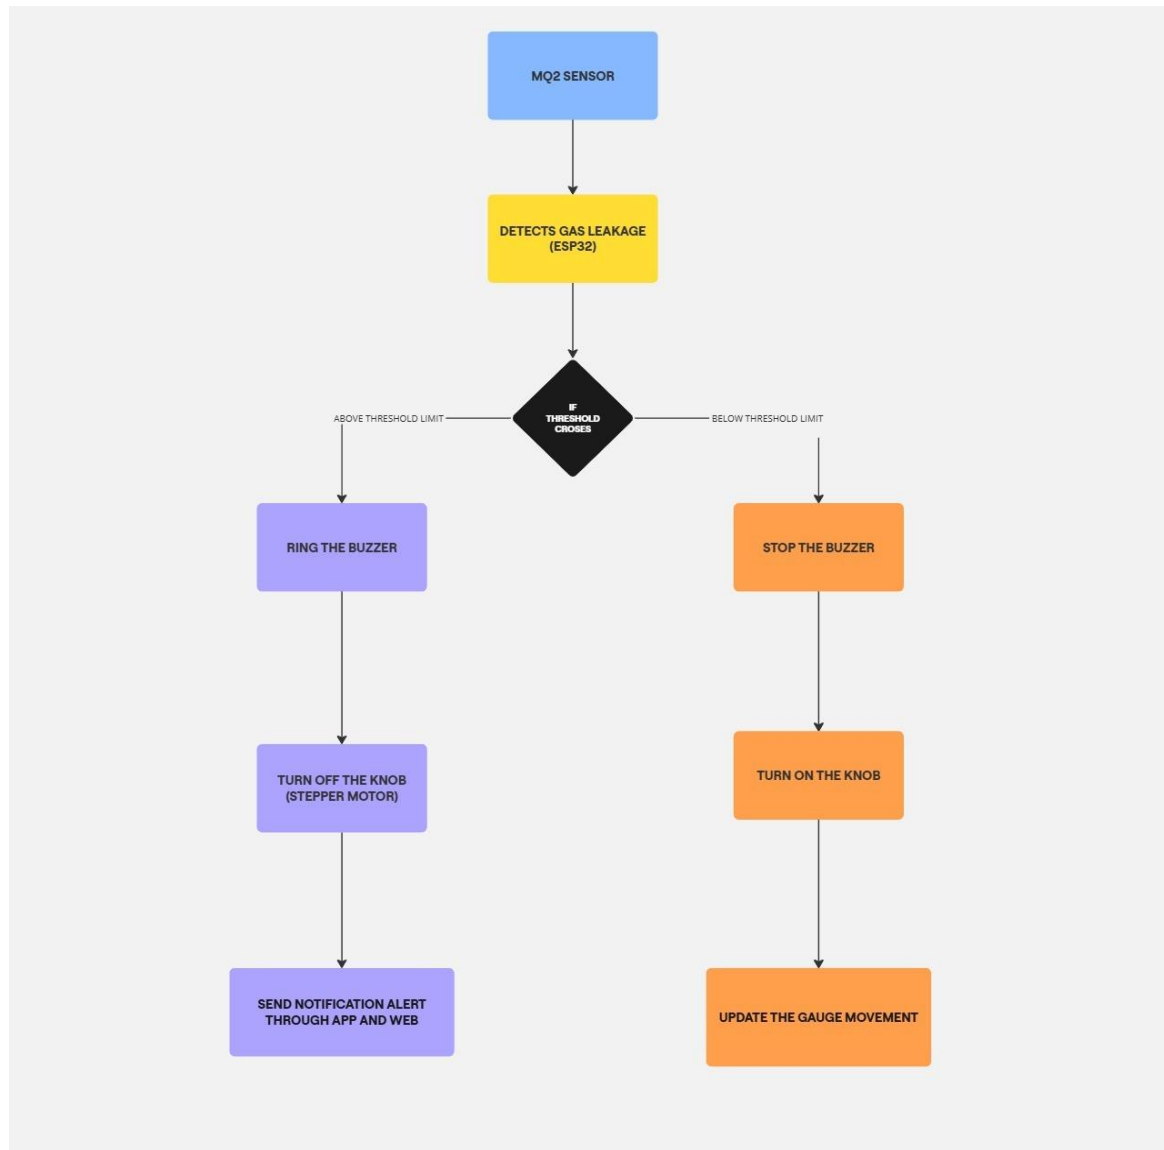 MQ2 SENSOR
DETECTS GAS LEAKAGE
(ESP32)
IF
THRESHOLD
CROSES
ABOVE THRESHOLD LIMIT
BELOW THRESHOLD LIMIT
RING THE BUZZER
STOP THE BUZZER
TURN OFF THE KNOB
(STEPPER MOTOR)
TURN ON THE KNOB
SEND NOTIFICATION ALERT
THROUGH APP AND WEB
UPDATE THE GAUGE MOVEMENT